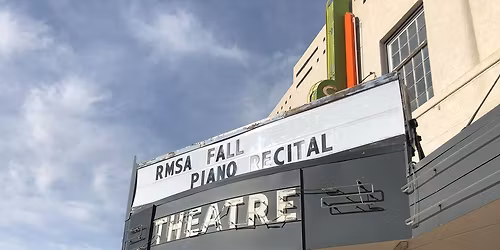 RMSA FALL
PIANO RECITAL
THEATRE